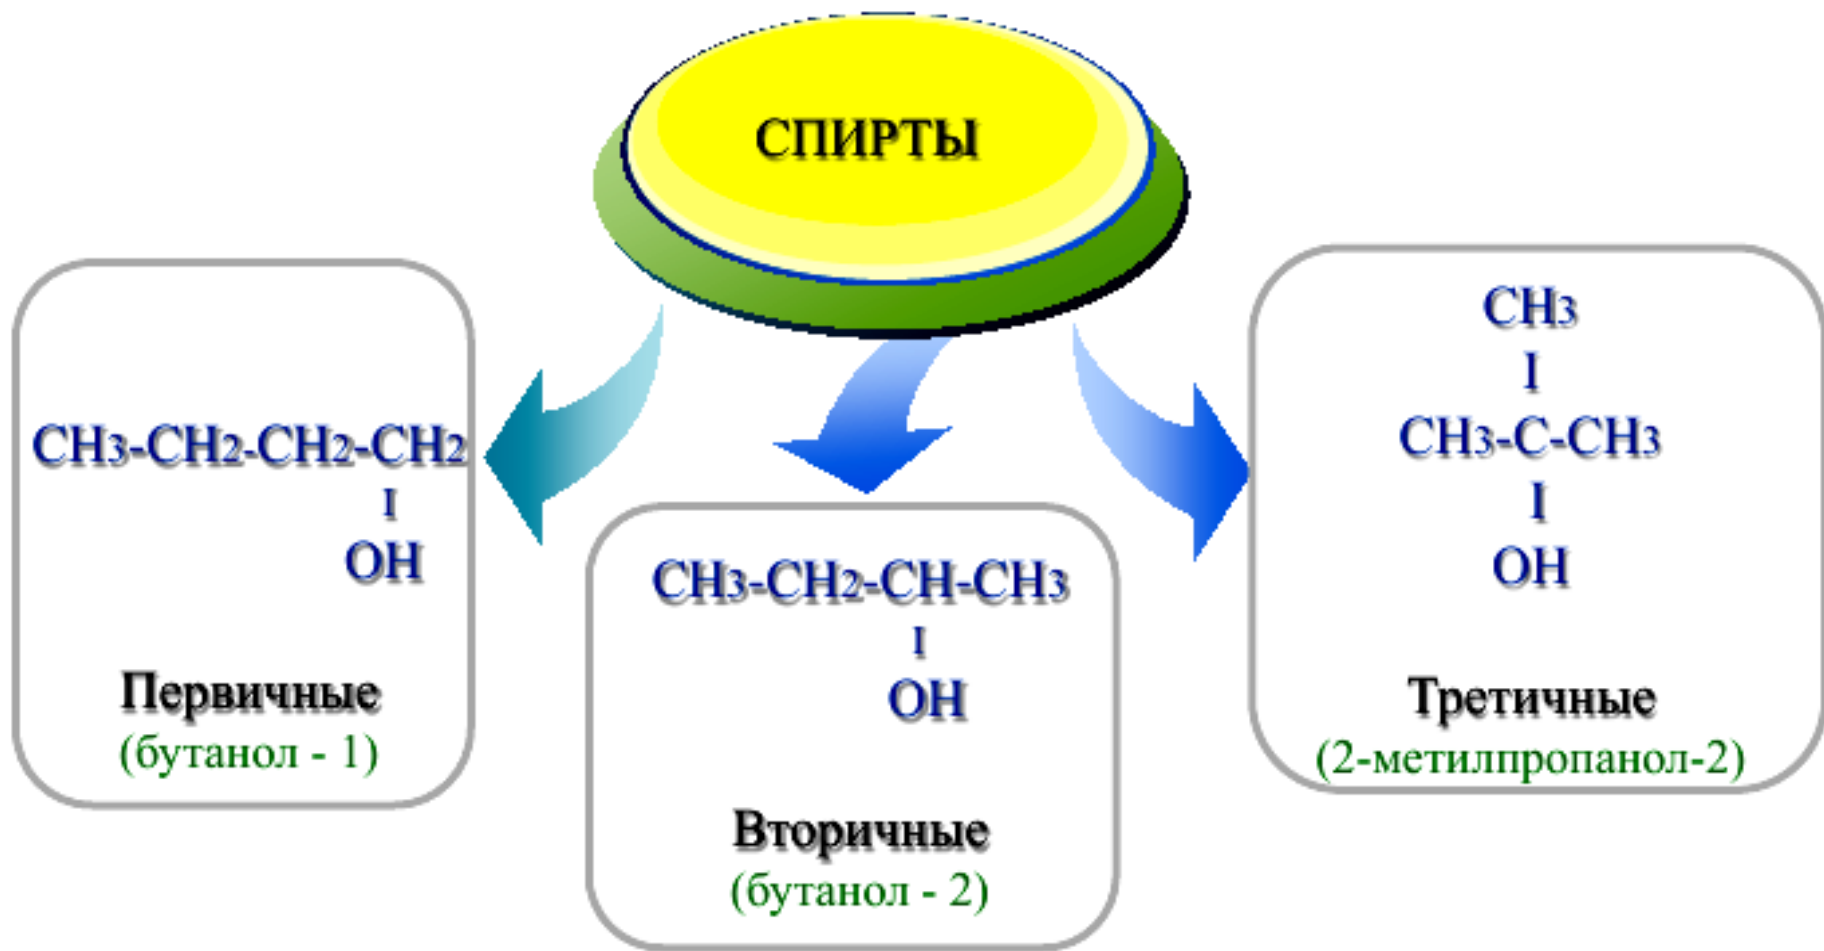 СПИРТЫ
CH3-CH2-CH2-CH2
I
OH
Первичные
(бутанол - 1)
CH3-CH2-CH-CH3
I
OH
Вторичные
(бутанол - 2)
CH3
I
CH3-C-CH3
I
OH
Третичные
(2-метилпропанол-2)